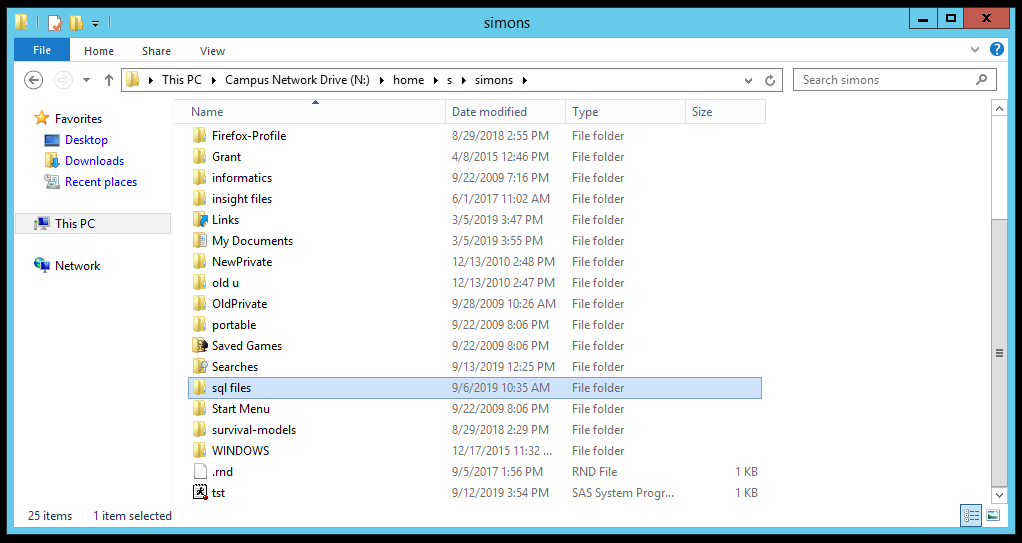 simons
File Home Share View
This PC Campus Network Drive (N:) home s simons
Search simons
Name Date modified Type Size
Favorites
Desktop
Downloads
Recent places
This PC
Network
Firefox-Profile 8/29/2018 2:55 PM File folder
Grant 4/8/2015 12:46 PM File folder
informatics 9/22/2009 7:16 PM File folder
insight files 6/1/2017 11:02 AM File folder
Links 3/5/2019 3:47 PM File folder
My Documents 3/5/2019 3:55 PM File folder
NewPrivate 12/13/2010 2:48 PM File folder
old u 12/13/2010 2:47 PM File folder
OldPrivate 9/28/2009 10:26 AM File folder
portable 9/22/2009 8:06 PM File folder
Saved Games 9/22/2009 8:06 PM File folder
Searches 9/13/2019 12:25 PM File folder
sql files 9/6/2019 10:35 AM File folder
Start Menu 9/22/2009 8:06 PM File folder
survival-models 8/29/2018 2:29 PM File folder
WINDOWS 12/17/2015 11:32 ... File folder
.rnd 9/5/2017 1:56 PM RND File 1 KB
tst 9/12/2019 3:54 PM SAS System Progr... 1 KB
25 items 1 item selected